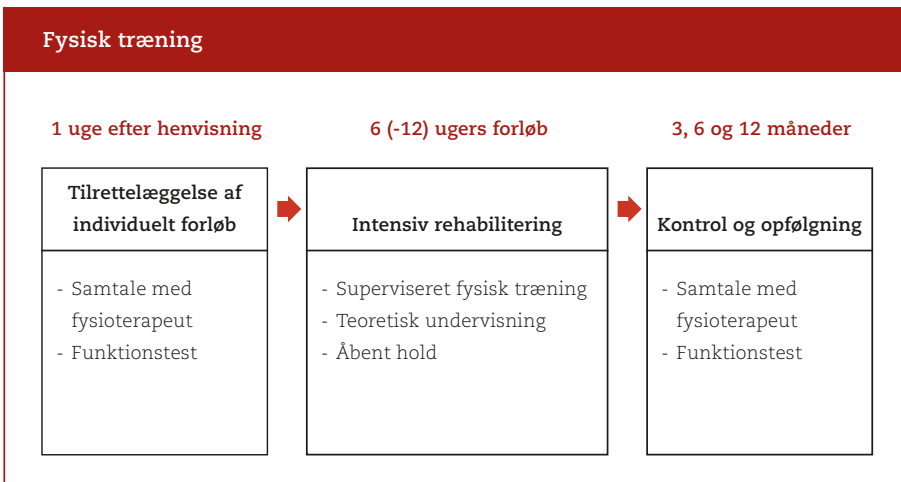 Fysisk træning
1 uge efter henvisning
Tilrettelæggelse af
individuelt forløb
- Samtale med
fysioterapeut
- Funktionstest
6 (-12) ugers forløb
Intensiv rehabilitering
- Superviseret fysisk træning
- Teoretisk undervisning
- Åbent hold
3, 6 og 12 måneder
Kontrol og opfølgning
- Samtale med
fysioterapeut
- Funktionstest